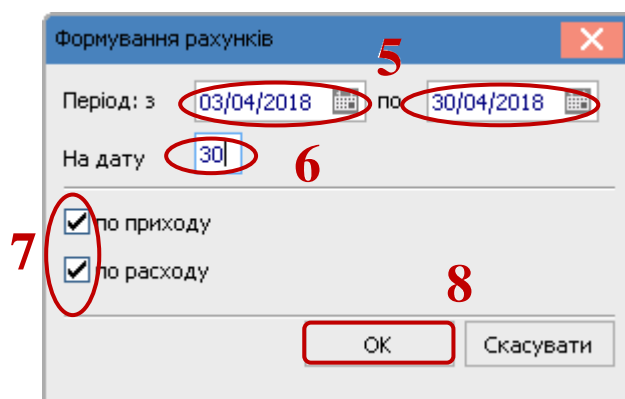 Формування рахунків
5
Період: з 03/04/2018 по 30/04/2018
На дату 30 6
7
по приходу
по расходу
8
ОК Скасувати